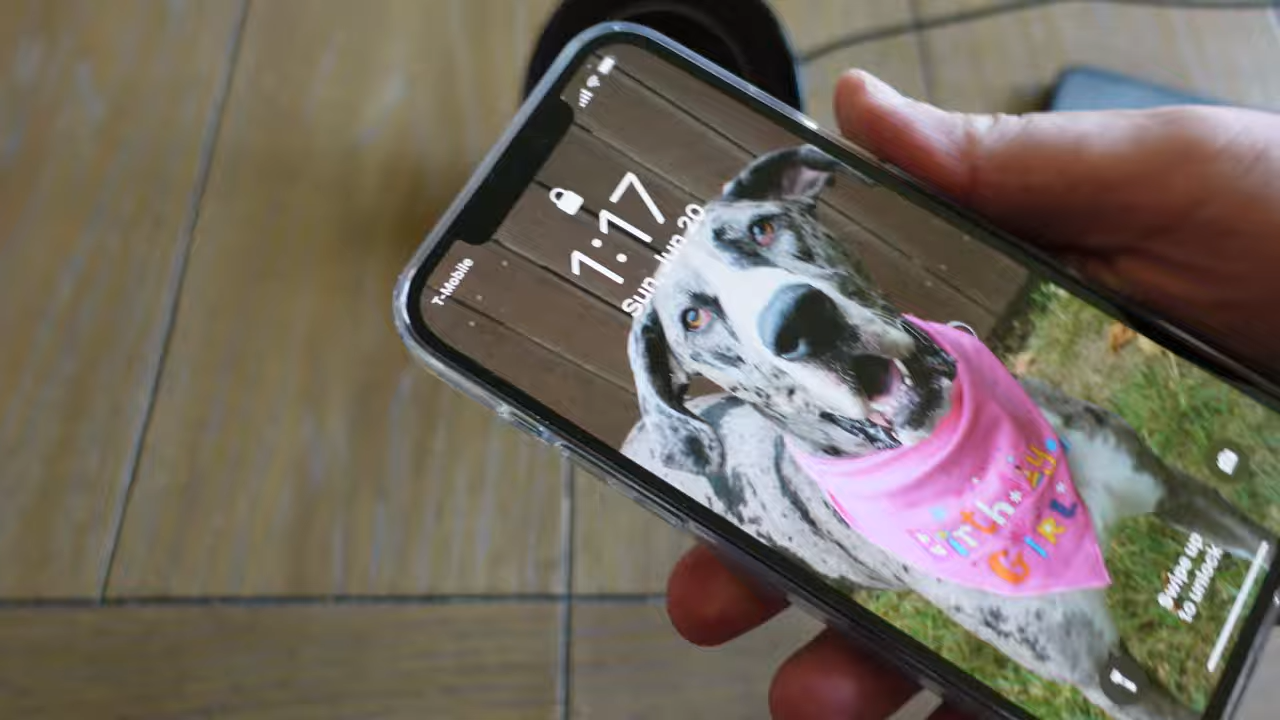 T-Mobile
1:17
Sun, Jun 20
Birthday
GIRL
Swipe up
to unlock